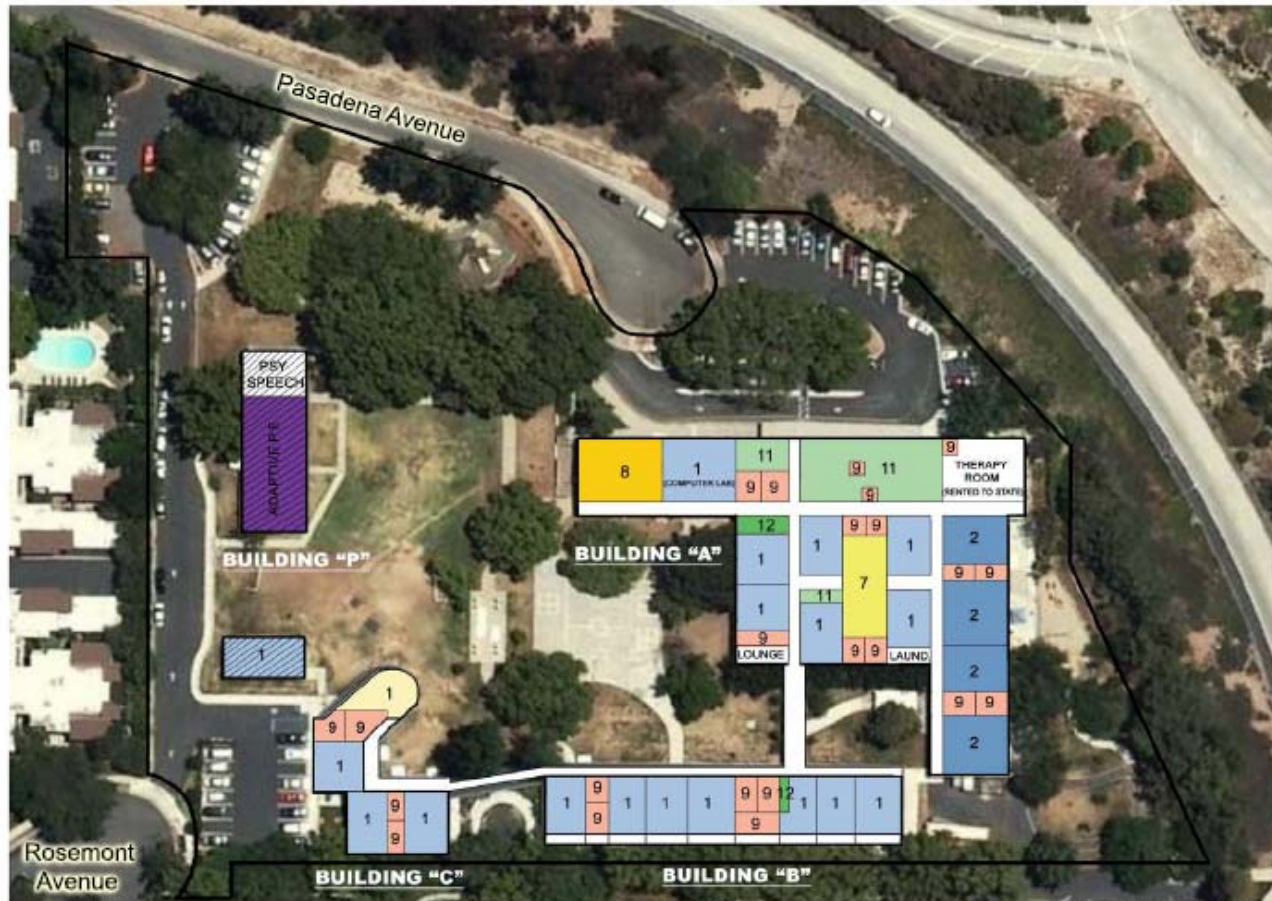 Pasadena Avenue
PSY
SPEECH
ADAPTIVE P.E
BUILDING “P”
8
1
(COMPUTER LAB)
11
9 9
9
11
9
9
THERAPY
ROOM
(RENTED TO STATE)
BUILDING “A”
12
1
1
9
LOUNGE
1
11
1
9 9
7
9 9
1
1
LAUND.
2
9 9
2
2
9 9
2
1
1
9 9
1
1
9
9
1
BUILDING “C”
1
9
9
1
1
1
9 9
9
12
1
1
1
BUILDING “B”
Rosemont
Avenue